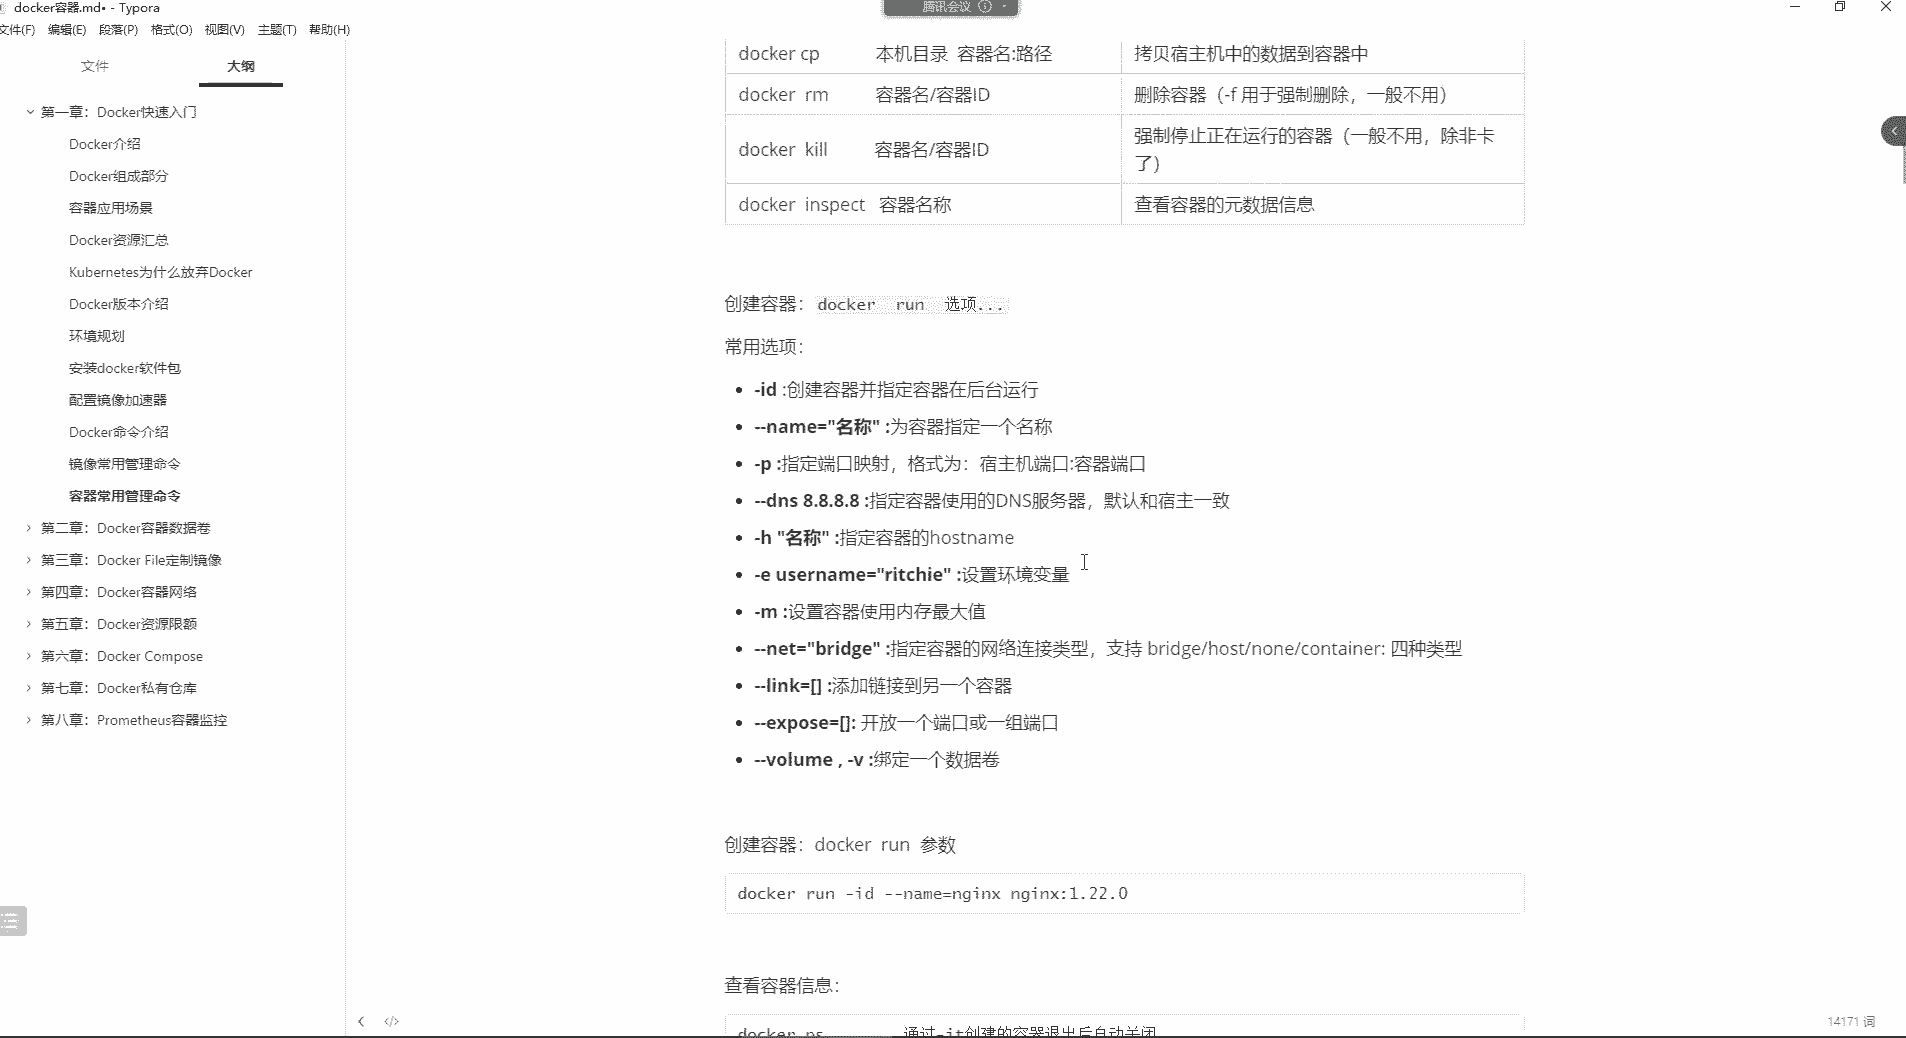 docker容器.md• - Typora
腾讯会议
文件(F) 编辑(E) 段落(P) 格式(O) 视图(V) 主题(T) 帮助(H)
文件 大纲
第一章：Docker快速入门
Docker介绍
Docker组成部分
容器应用场景
Docker资源汇总
Kubernetes为什么放弃Docker
Docker版本介绍
环境规划
安装docker软件包
配置镜像加速器
Docker命令介绍
镜像常用管理命令
容器常用管理命令
第二章：Docker容器数据卷
第三章：Docker File定制镜像
第四章：Docker容器网络
第五章：Docker资源限额
第六章：Docker Compose
第七章：Docker私有仓库
第八章：Prometheus容器监控
docker cp 本机目录 容器名:路径 拷贝宿主机中的数据到容器中
docker rm 容器名/容器ID 删除容器（-f 用于强制删除，一般不用）
docker kill 容器名/容器ID 强制停止正在运行的容器（一般不用，除非卡
了）
docker inspect 容器名称 查看容器的元数据信息
创建容器：docker run 选项...
常用选项：
-id :创建容器并指定容器在后台运行
--name="名称" :为容器指定一个名称
-p :指定端口映射，格式为：宿主机端口:容器端口
--dns 8.8.8.8 :指定容器使用的DNS服务器，默认和宿主一致
-h "名称" :指定容器的hostname
-e username="ritchie" :设置环境变量
-m :设置容器使用内存最大值
--net="bridge" :指定容器的网络连接类型，支持 bridge/host/none/container: 四种类型
--link=[] :添加链接到另一个容器
--expose=[]: 开放一个端口或一组端口
--volume , -v :绑定一个数据卷
创建容器：docker run 参数
docker run -id --name=nginx nginx:1.22.0
查看容器信息：
docker ps 通过-it创建的容器退出后自动关闭
14171 词